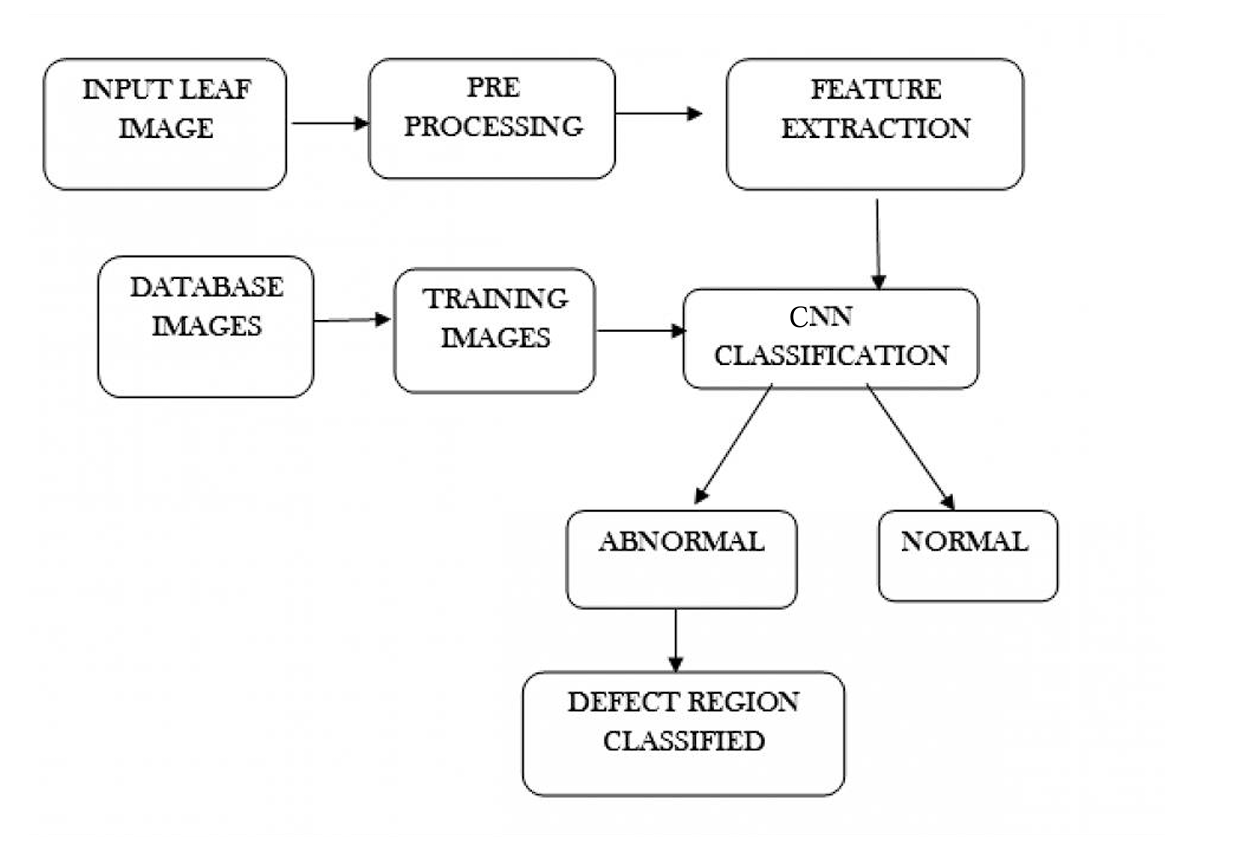 INPUT LEAF
IMAGE
PRE
PROCESSING
FEATURE
EXTRACTION
DATABASE
IMAGES
TRAINING
IMAGES
CNN
CLASSIFICATION
ABNORMAL
NORMAL
DEFECT REGION
CLASSIFIED